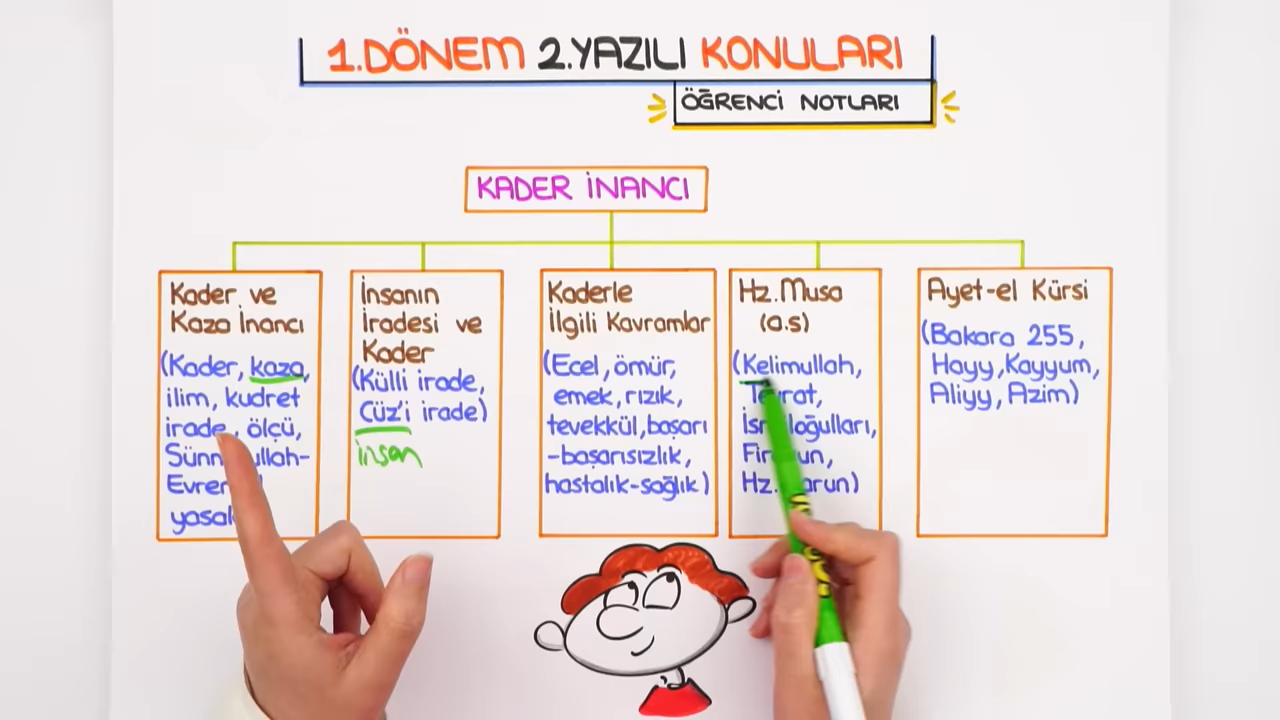 1.DÖNEM 2.YAZILI KONULARI
ÖĞRENCİ NOTLARI
KADER İNANCI
Kader ve
Kaza İnancı
(Kader, kaza,
ilim, kudret
irade, ölçü,
İnsanın
İradesi ve
Kader
(Külli irade,
Cüz'i irade)
insan
Kaderle
İlgili Kavramlar
(Ecel, ömür,
emek, rızık,
tevekkül, başarı
-başarısızlık,
hastalık-sağlık)
Hz. Musa
(a.s)
(Kelimullah,
Hz.
Ayet-el Kürsi
(Bakara 255,
Hayy, Kayyum,
Aliyy, Azim)